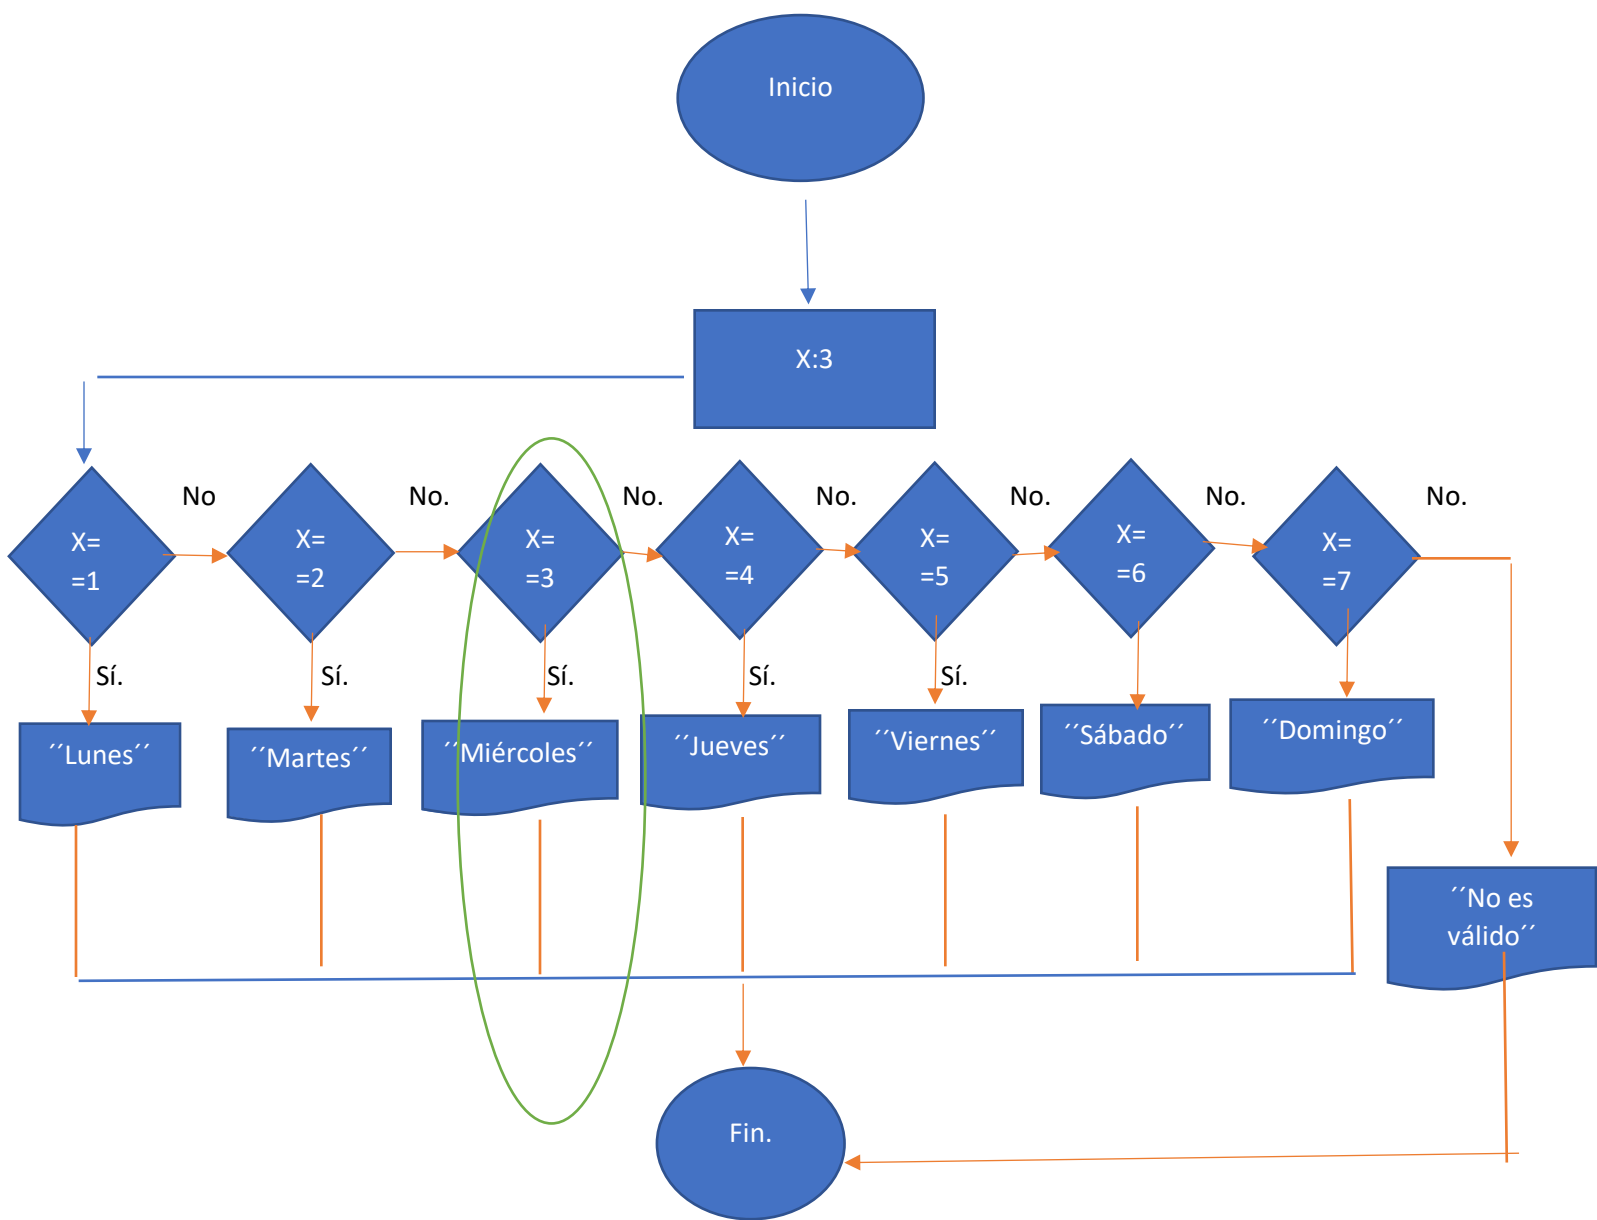 Inicio
X:3
No
No.
No.
No.
No.
No.
No.
X=
=1
X=
=2
X=
=3
X=
=4
X=
=5
X=
=6
X=
=7
Sí.
Sí.
Sí.
Sí.
Sí.
´´Lunes´´
´´Martes´´
´´Miércoles´´
´´Jueves´´
´´Viernes´´
´´Sábado´´
´´Domingo´´
´´No es
válido´´
Fin.